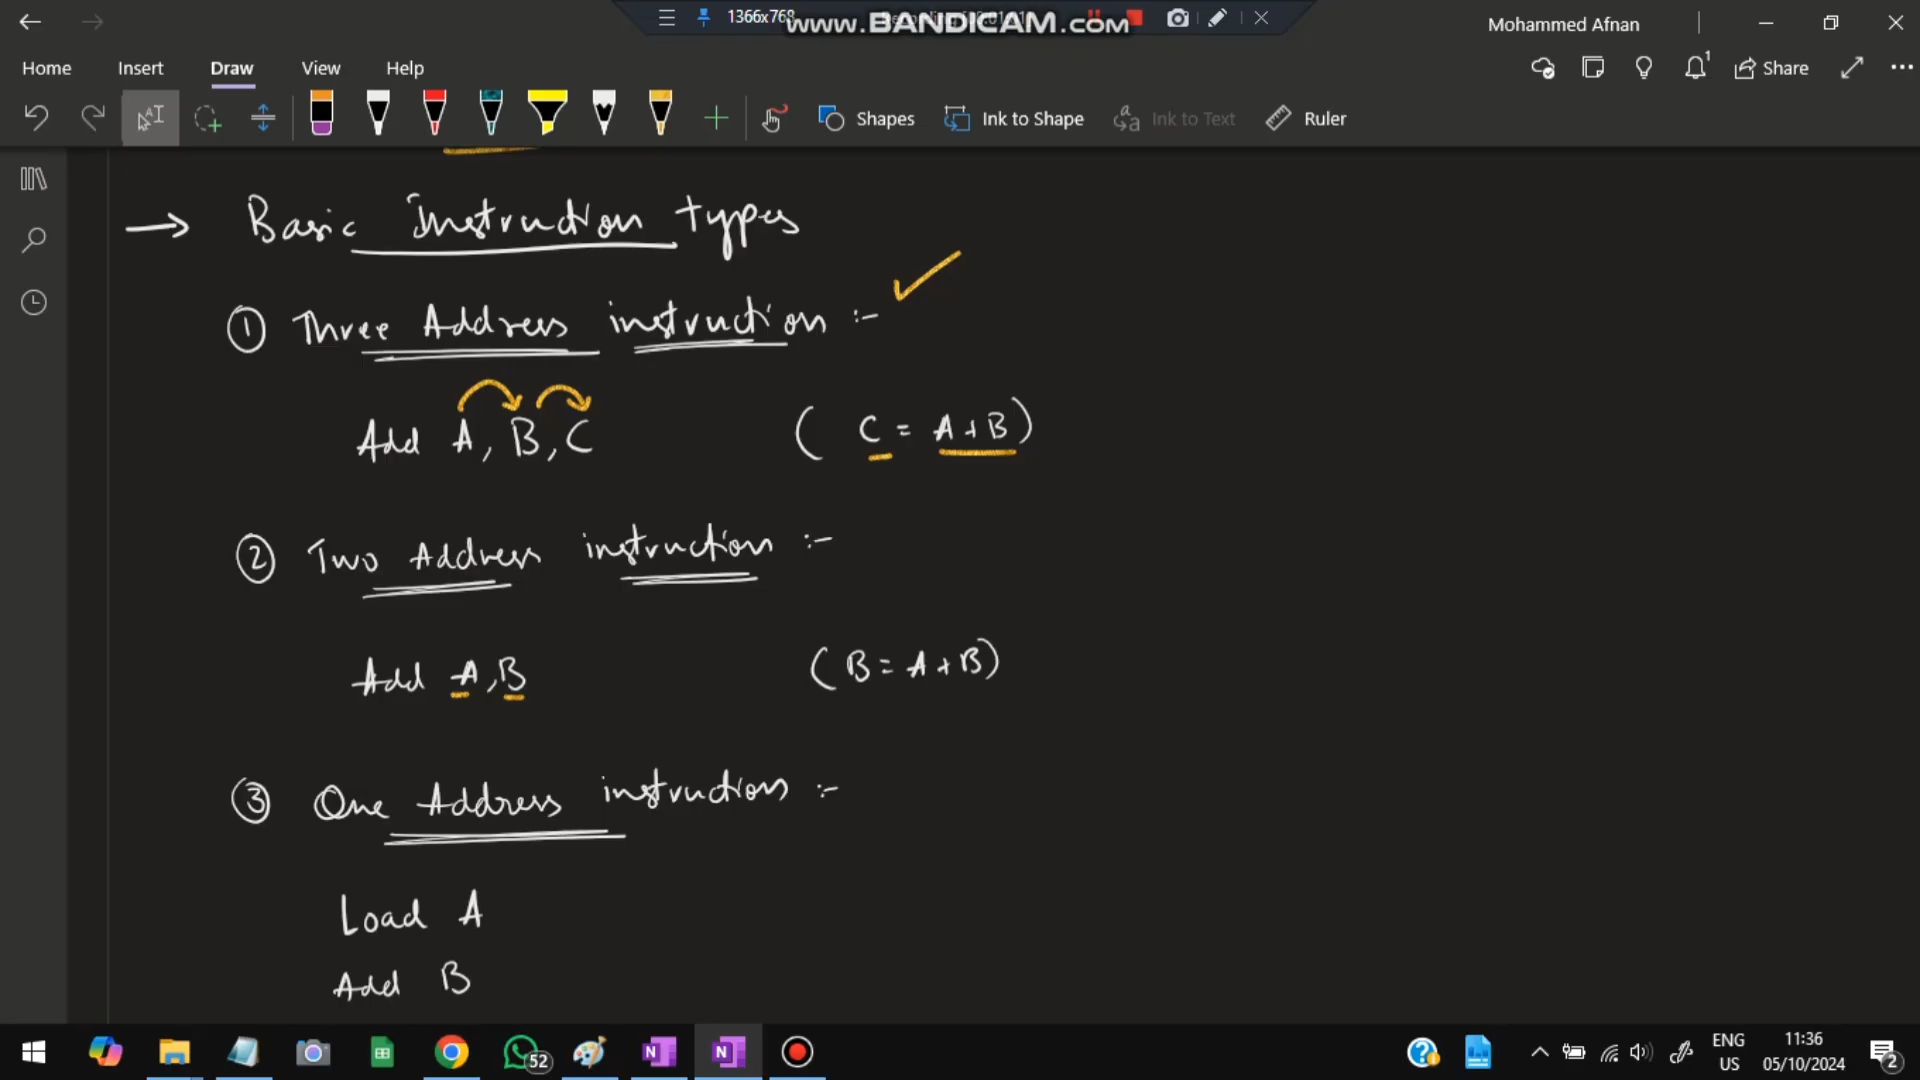 1366x768
www.BANDICAM.com
Mohammed Afnan
Home Insert Draw View Help
1
Share
Shapes Ink to Shape Ink to Text Ruler
→ Basic Instruction types
① Three Address instruction :-
Add A, B, C ( C = A+B )
② Two Address instruction :-
Add A, B ( B = A + B )
③ One Address instructions :-
Load A
Add B
52
ENG
US
11:36
05/10/2024
2